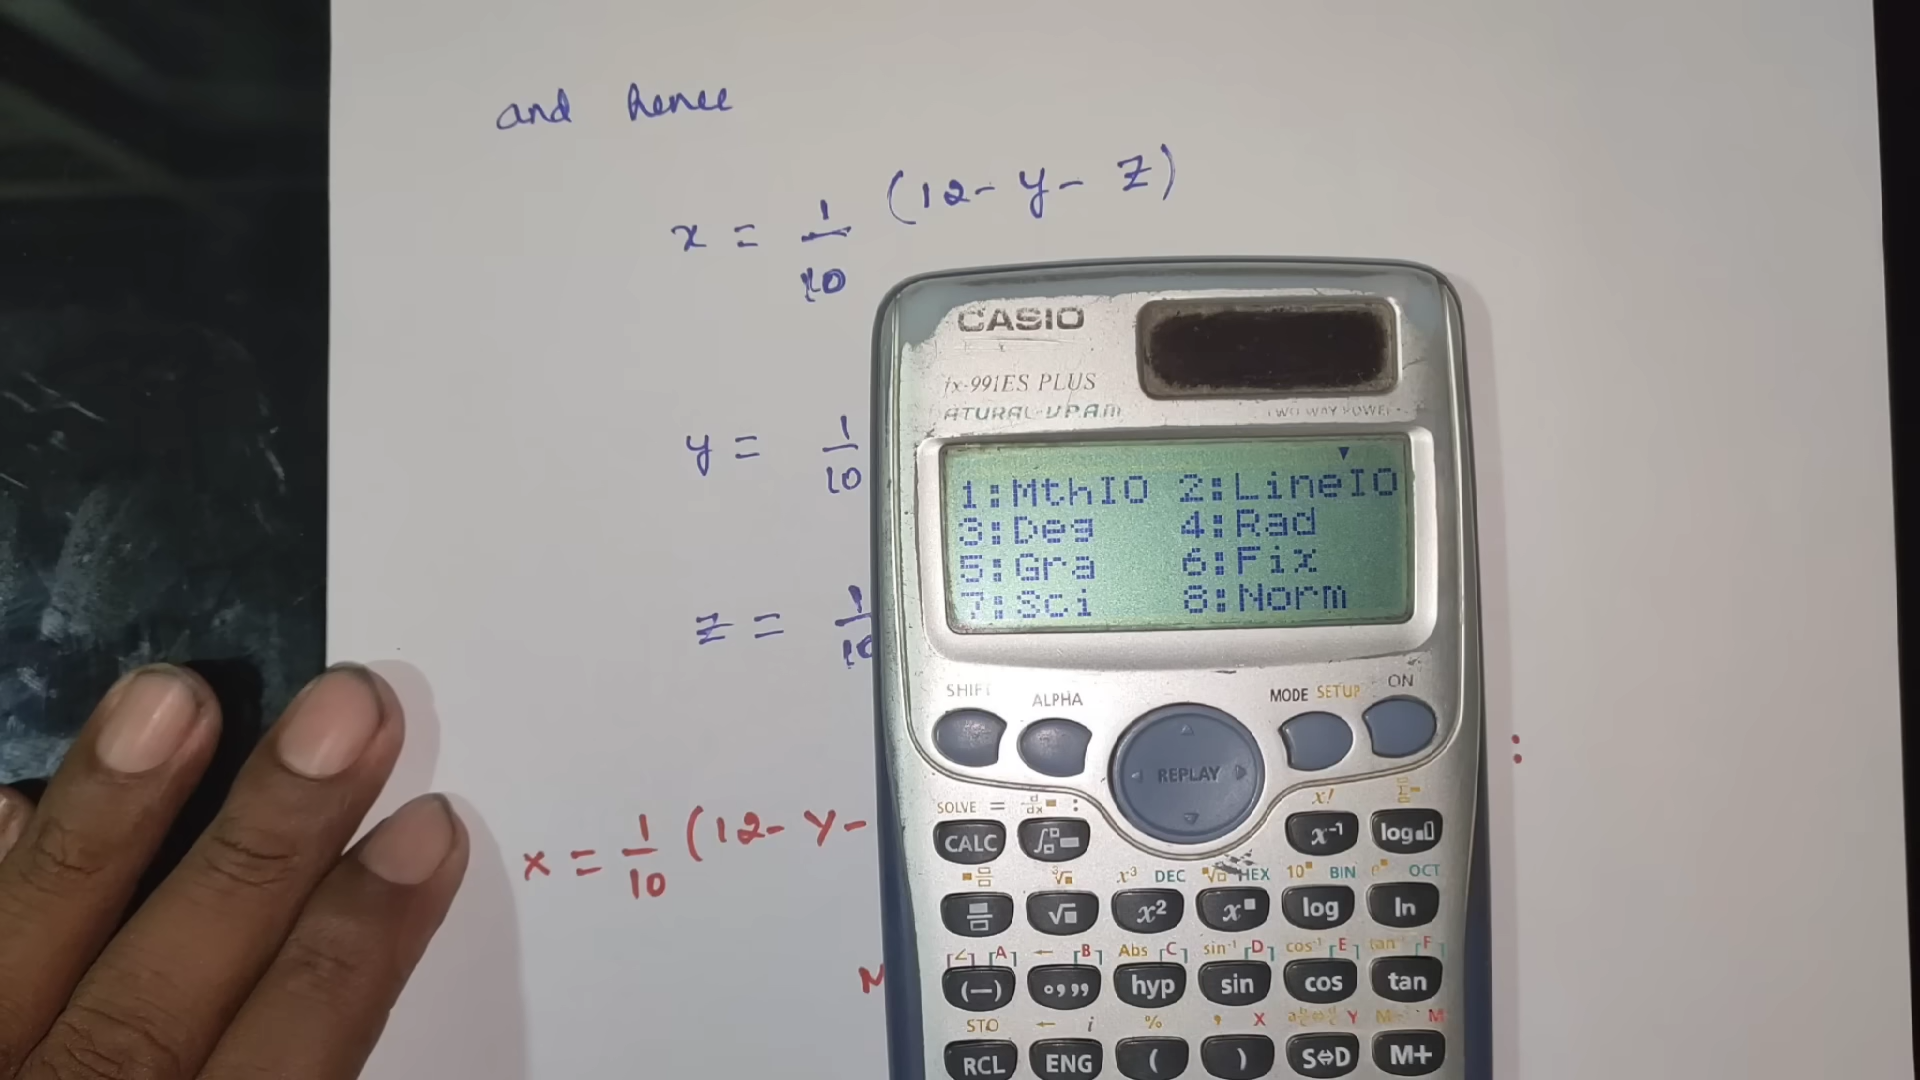 and hence
x = 1/10 (12 - y - z)
CASIO
fx-991ES PLUS
NATURAL-V.P.A.M.
TWO WAY POWER
y = 1/10
1:MthIO 2:LineIO
3:Deg 4:Rad
5:Gra 6:Fix
7:Sci 8:Norm
z = 1/10
SHIFT ALPHA MODE SETUP ON
REPLAY
:
SOLVE = d/dx :  x! Σ
CALC ∫ x⁻¹ log
x = 1/10 (12 - y -
³√ x³ DEC √ HEX 10 BIN e OCT
√ x² x log ln
∠ A ← B Abs C sin⁻¹ D cos⁻¹ E tan⁻¹ F
(−) °,,, hyp sin cos tan
STO ← i % , X Y M− M
RCL ENG ( ) S⇔D M+